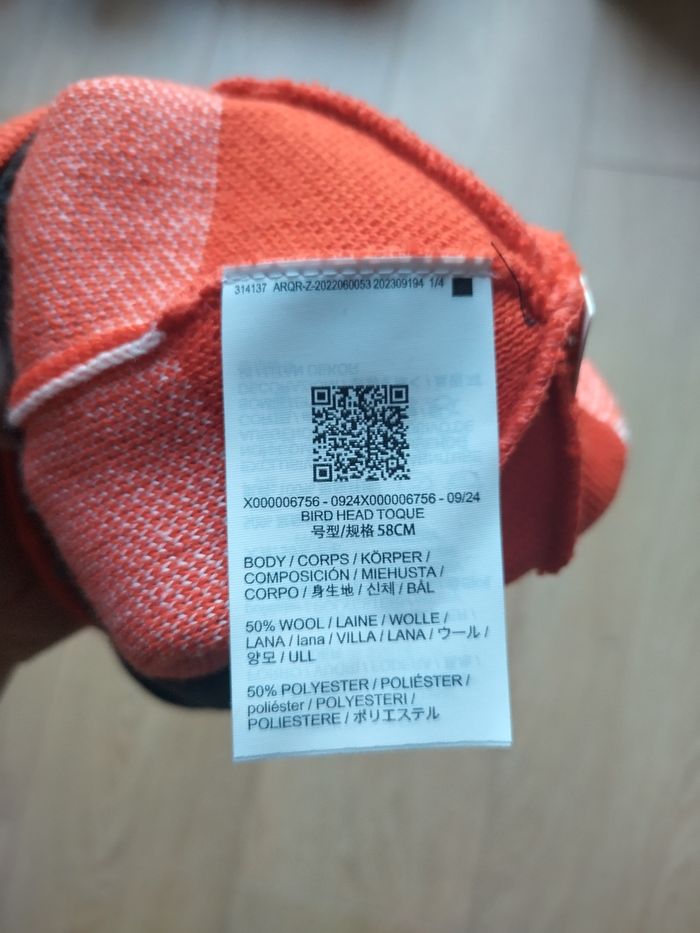 314137 ARQR-Z-2022060053 202309194 1/4
X000006756 - 0924X000006756 - 09/24
BIRD HEAD TOQUE
号型/规格 58CM
BODY / CORPS / KÖRPER /
COMPOSICIÓN / MIEHUSTA /
CORPO / 身生地 / 신체 / BÅL
50% WOOL / LAINE / WOLLE /
LANA / lana / VILLA / LANA / ウール /
양모 / ULL
50% POLYESTER / POLIÉSTER /
poliéster / POLYESTERI /
POLIESTERE / ポリエステル